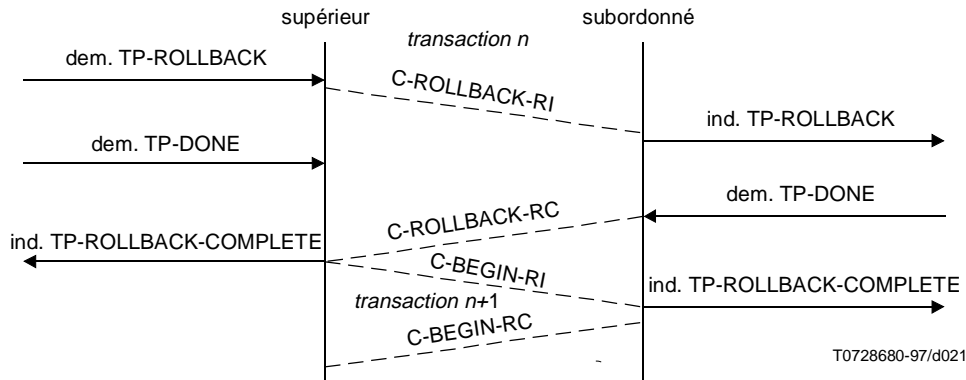 supérieur
subordonné
transaction n
dem. TP-ROLLBACK
C-ROLLBACK-RI
ind. TP-ROLLBACK
dem. TP-DONE
dem. TP-DONE
C-ROLLBACK-RC
ind. TP-ROLLBACK-COMPLETE
C-BEGIN-RI
ind. TP-ROLLBACK-COMPLETE
transaction n+1
C-BEGIN-RC
T0728680-97/d021